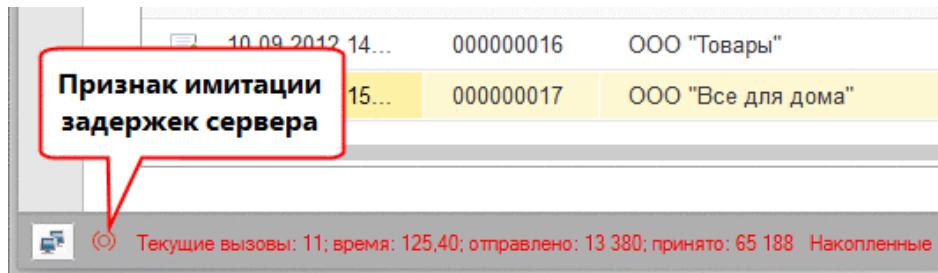 10.09.2012 14... 000000016 ООО "Товары"
15... 000000017 ООО "Все для дома"
Признак имитации
задержек сервера
Текущие вызовы: 11; время: 125,40; отправлено: 13 380; принято: 65 188 Накопленные